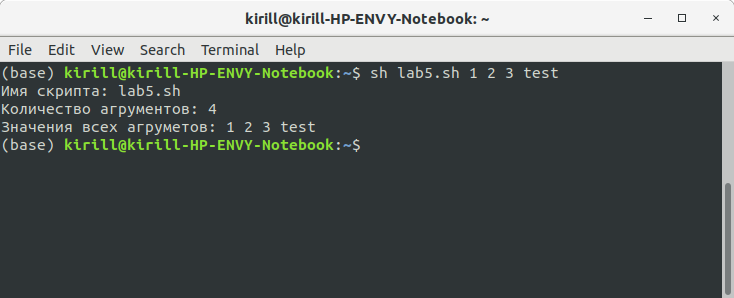 kirill@kirill-HP-ENVY-Notebook: ~
File Edit View Search Terminal Help
(base) kirill@kirill-HP-ENVY-Notebook:~$ sh lab5.sh 1 2 3 test
Имя скрипта: lab5.sh
Количество агрументов: 4
Значения всех агруметов: 1 2 3 test
(base) kirill@kirill-HP-ENVY-Notebook:~$